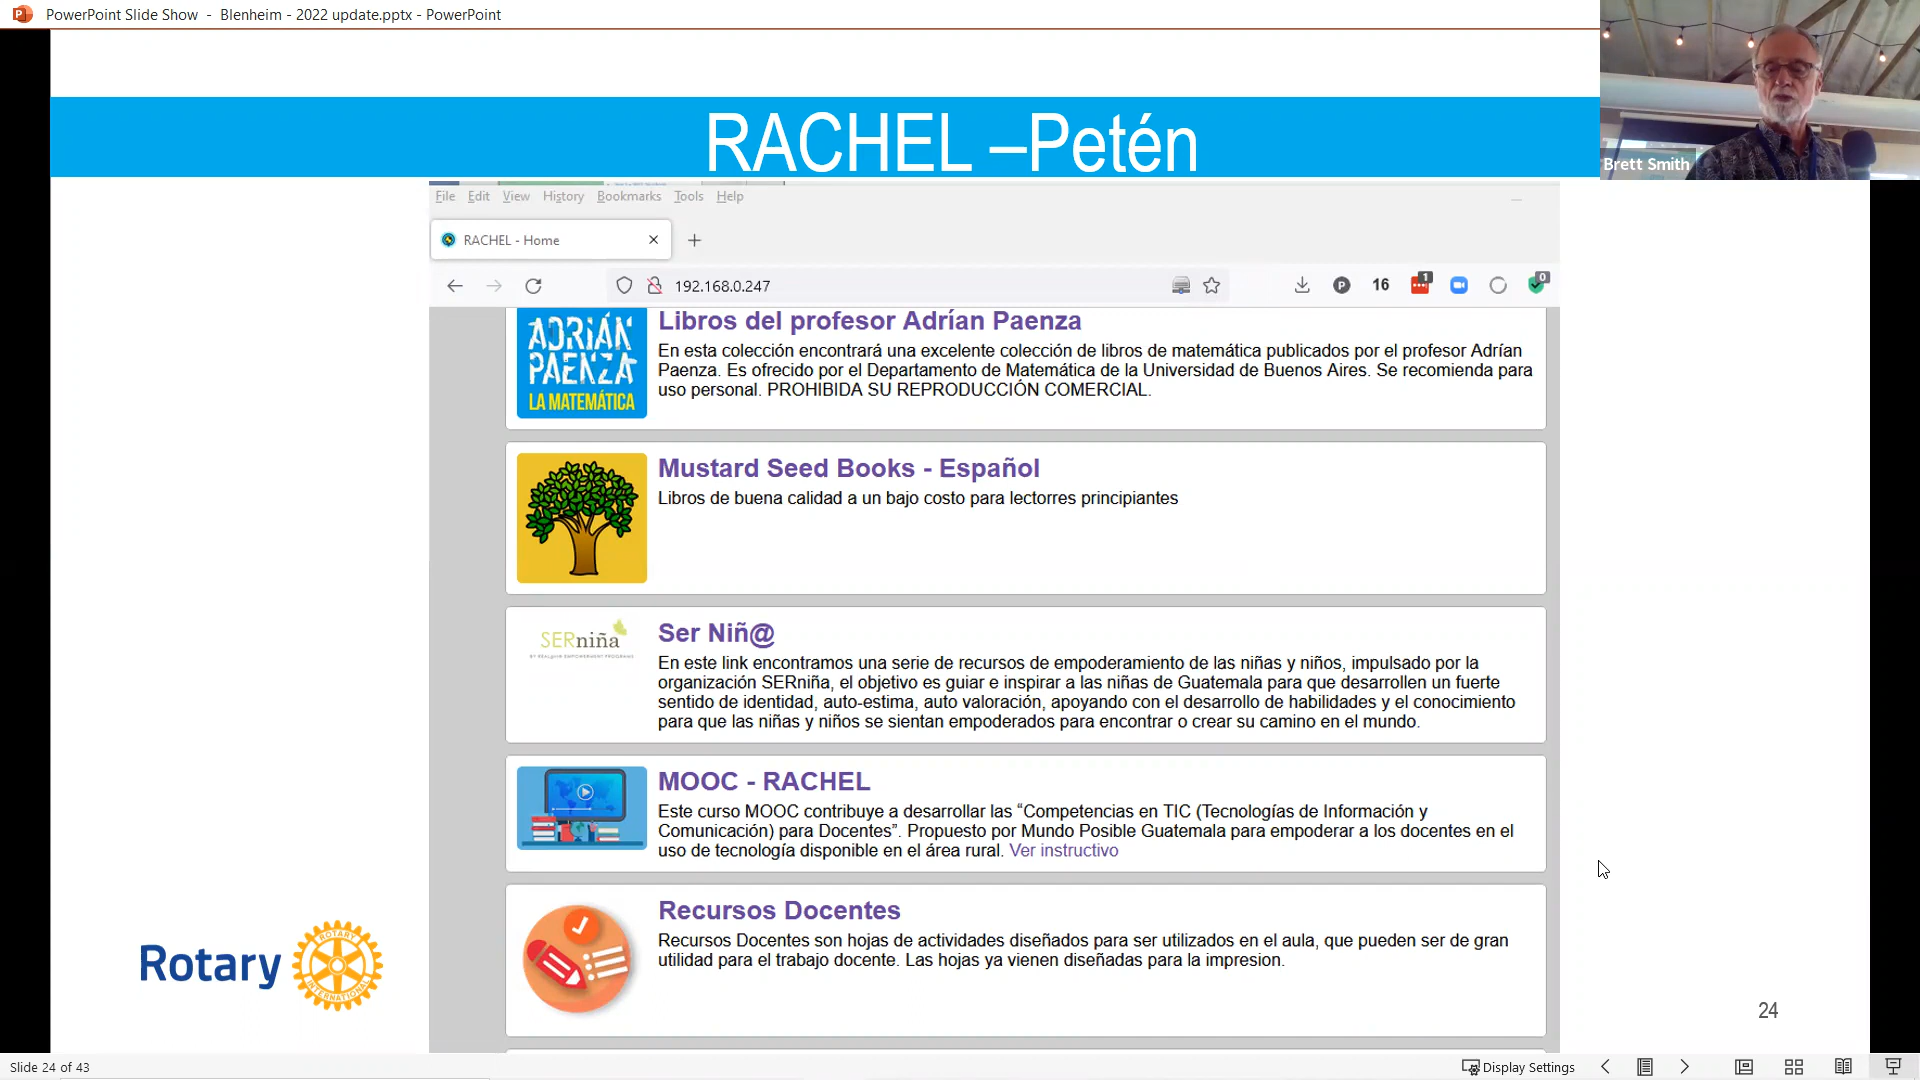 PowerPoint Slide Show - Blenheim - 2022 update.pptx - PowerPoint
Brett Smith
RACHEL –Petén
File Edit View History Bookmarks Tools Help
RACHEL - Home
192.168.0.247
16
1
0
ADRIÁN
PAENZA
LA MATEMÁTICA
Libros del profesor Adrían Paenza
En esta colección encontrará una excelente colección de libros de matemática publicados por el profesor Adrían
Paenza. Es ofrecido por el Departamento de Matemática de la Universidad de Buenos Aires. Se recomienda para
uso personal. PROHIBIDA SU REPRODUCCIÓN COMERCIAL.
Mustard Seed Books - Español
Libros de buena calidad a un bajo costo para lectorres principiantes
SERniña
Ser Niñ@
En este link encontramos una serie de recursos de empoderamiento de las niñas y niños, impulsado por la
organización SERniña, el objetivo es guiar e inspirar a las niñas de Guatemala para que desarrollen un fuerte
sentido de identidad, auto-estima, auto valoración, apoyando con el desarrollo de habilidades y el conocimiento
para que las niñas y niños se sientan empoderados para encontrar o crear su camino en el mundo.
MOOC - RACHEL
Este curso MOOC contribuye a desarrollar las “Competencias en TIC (Tecnologías de Información y
Comunicación) para Docentes”. Propuesto por Mundo Posible Guatemala para empoderar a los docentes en el
uso de tecnología disponible en el área rural. Ver instructivo
Recursos Docentes
Recursos Docentes son hojas de actividades diseñados para ser utilizados en el aula, que pueden ser de gran
utilidad para el trabajo docente. Las hojas ya vienen diseñadas para la impresion.
Rotary
ROTARY
INTERNATIONAL
24
Slide 24 of 43
Display Settings